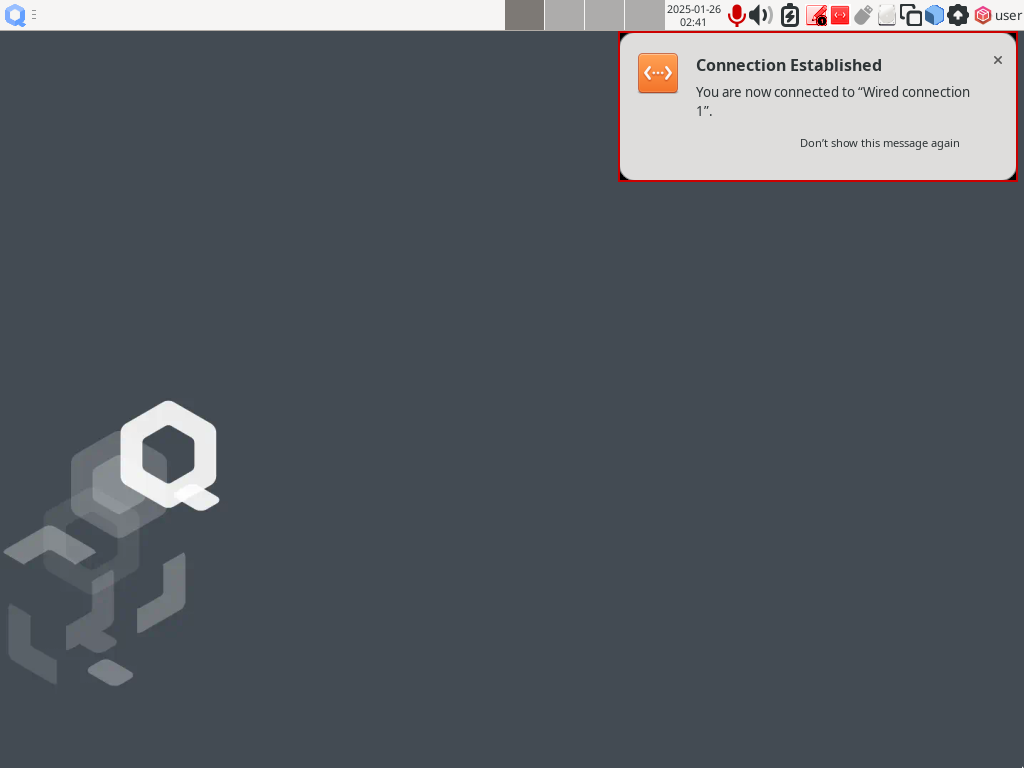 2025-01-26
02:41
user
Connection Established
You are now connected to “Wired connection
1”.
Don’t show this message again